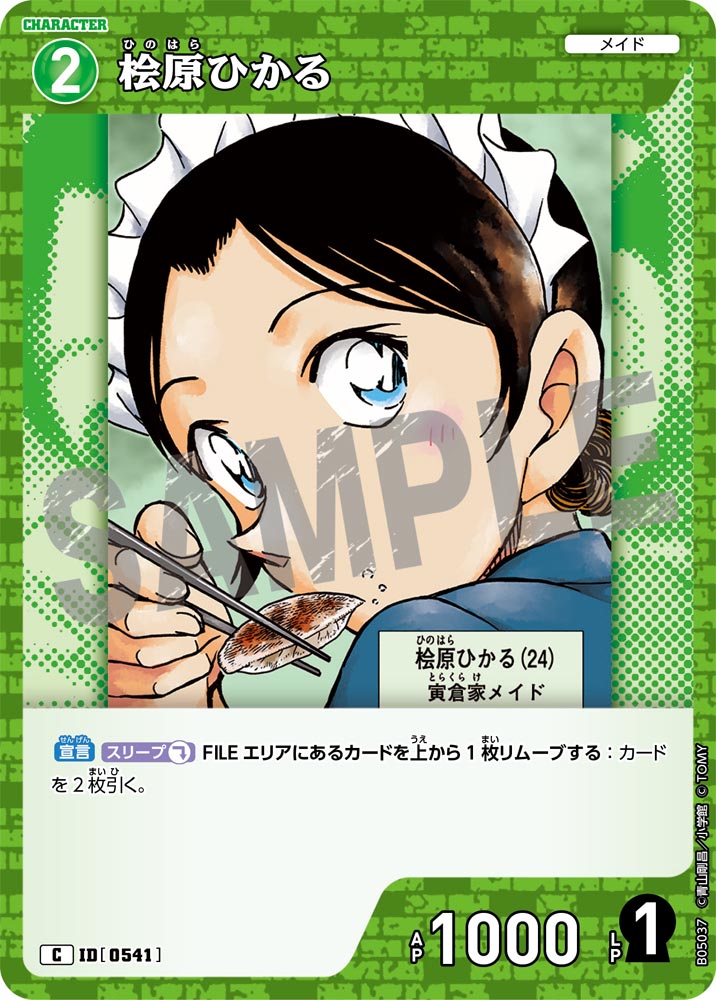 CHARACTER
2
ひのはら
桧原ひかる
メイド
SAMPLE
ひのはら
桧原ひかる(24)
とらくらけ
寅倉家メイド
せんげん うえ まい
宣言 スリープ FILEエリアにあるカードを上から1枚リムーブする：カード
まいひ
を2枚引く。
C ID[0541]
AP 1000 LP 1
B05037 ©青山剛昌／小学館 © TOMY